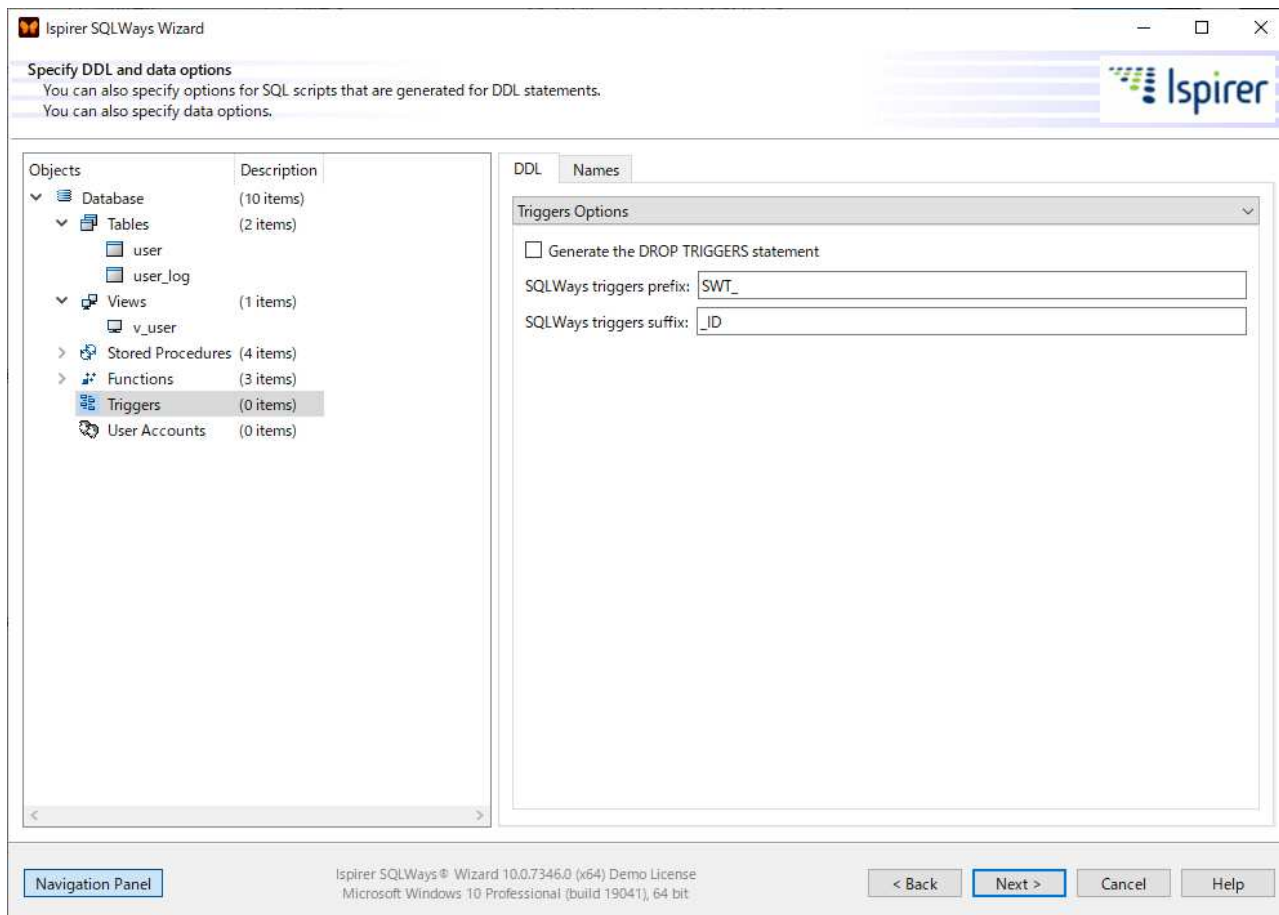 Ispirer SQLWays Wizard
Specify DDL and data options
You can also specify options for SQL scripts that are generated for DDL statements.
You can also specify data options.
Ispirer
Objects Description
Database (10 items)
Tables (2 items)
user
user_log
Views (1 items)
v_user
Stored Procedures (4 items)
Functions (3 items)
Triggers (0 items)
User Accounts (0 items)
DDL Names
Triggers Options
Generate the DROP TRIGGERS statement
SQLWays triggers prefix: SWT_
SQLWays triggers suffix: _ID
Navigation Panel
Ispirer SQLWays® Wizard 10.0.7346.0 (x64) Demo License
Microsoft Windows 10 Professional (build 19041), 64 bit
< Back Next > Cancel Help